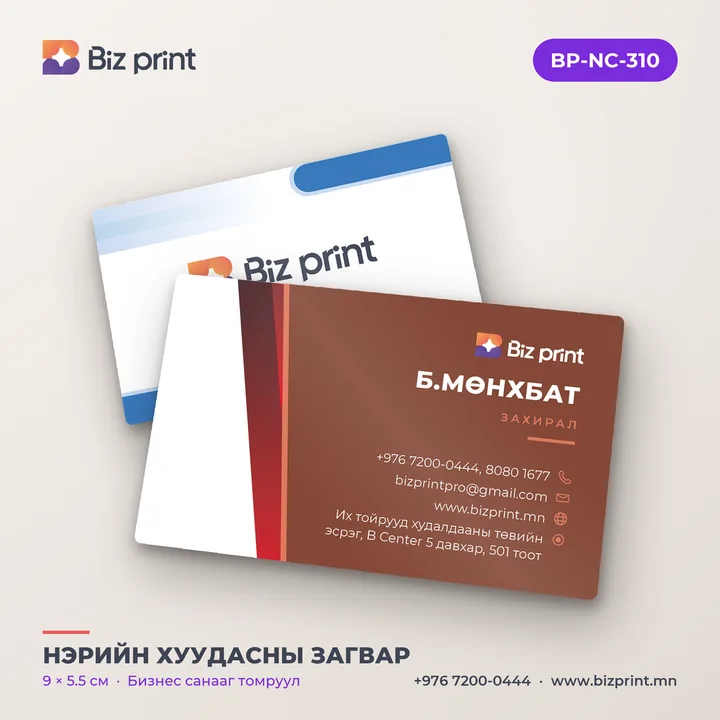 Biz print
BP-NC-310
Biz print
Biz print
Б.МӨНХБАТ
ЗАХИРАЛ
+976 7200-0444, 8080 1677
bizprintpro@gmail.com
www.bizprint.mn
Их тойрууд худалдааны төвийн
эсрэг, B Center 5 давхар, 501 тоот
НЭРИЙН ХУУДАСНЫ ЗАГВАР
9 × 5.5 см · Бизнес санааг томруул
+976 7200-0444 · www.bizprint.mn